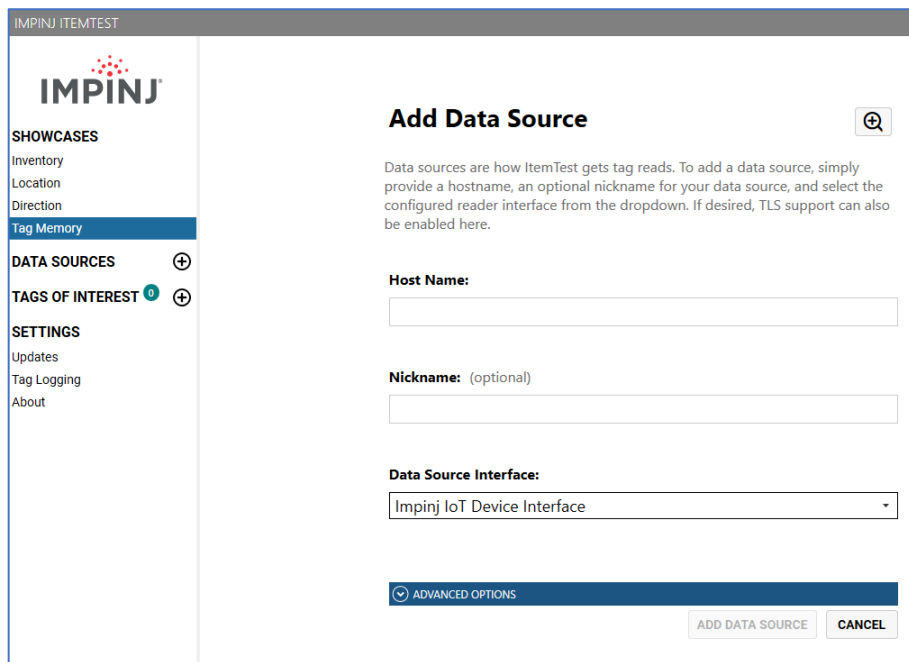 IMPINJ ITEMTEST
IMPINJ
SHOWCASES
Inventory
Location
Direction
Tag Memory
DATA SOURCES
TAGS OF INTEREST 0
SETTINGS
Updates
Tag Logging
About
Add Data Source
Data sources are how ItemTest gets tag reads. To add a data source, simply
provide a hostname, an optional nickname for your data source, and select the
configured reader interface from the dropdown. If desired, TLS support can also
be enabled here.
Host Name:
Nickname: (optional)
Data Source Interface:
Impinj IoT Device Interface
ADVANCED OPTIONS
ADD DATA SOURCE CANCEL